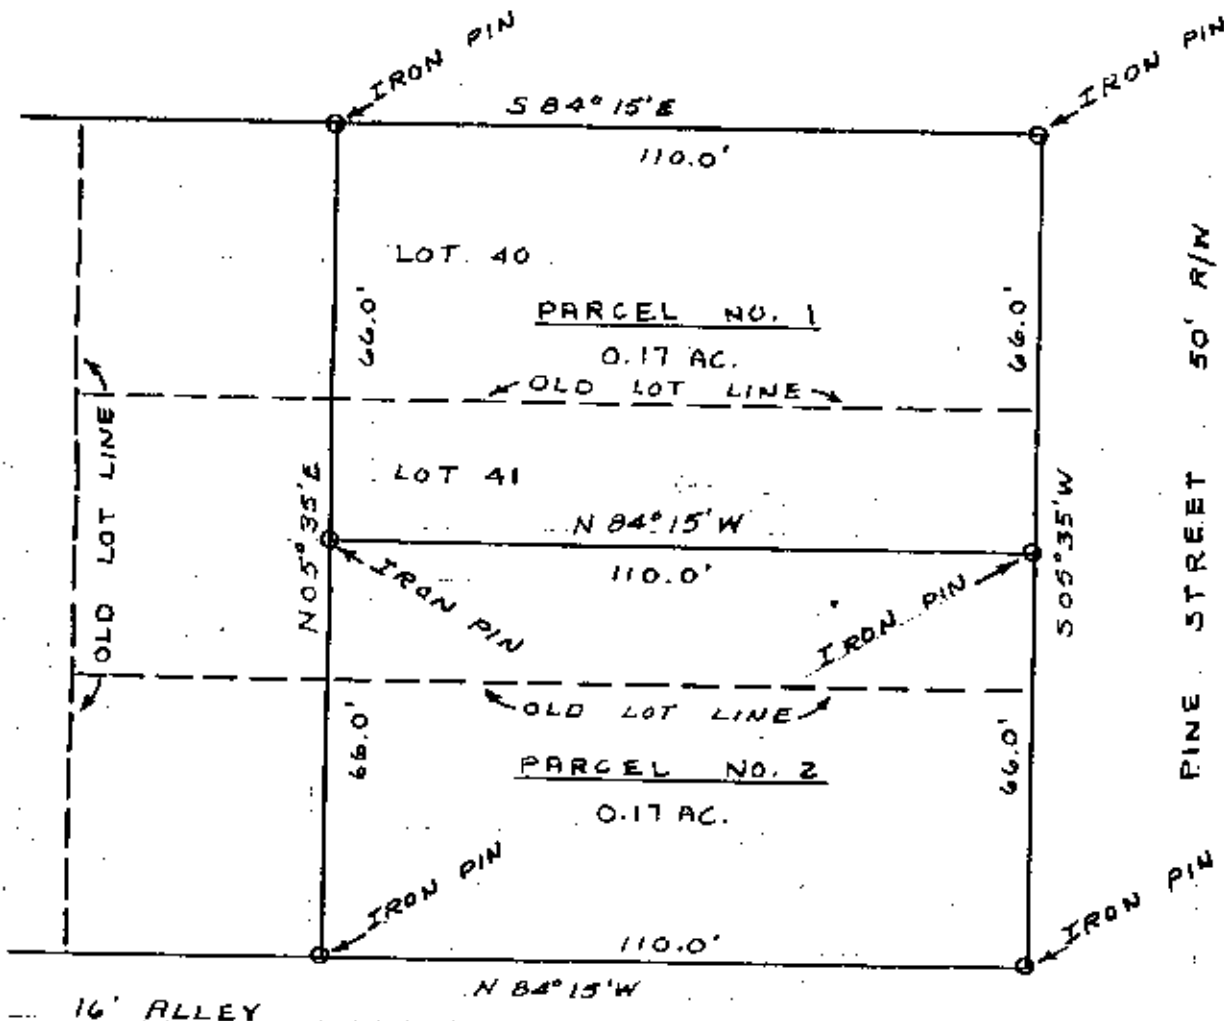 IRON PIN
IRON PIN
S 84° 15' E
110.0'
LOT 40
PARCEL NO. 1
0.17 AC.
66.0'
66.0'
50' R/W
OLD LOT LINE
OLD LOT LINE
LOT 41
N 05° 35' E
N 84° 15' W
110.0'
S 05° 35' W
PINE STREET
IRON PIN
IRON PIN
OLD LOT LINE
66.0'
66.0'
PARCEL NO. 2
0.17 AC.
IRON PIN
IRON PIN
110.0'
N 84° 15' W
16' ALLEY